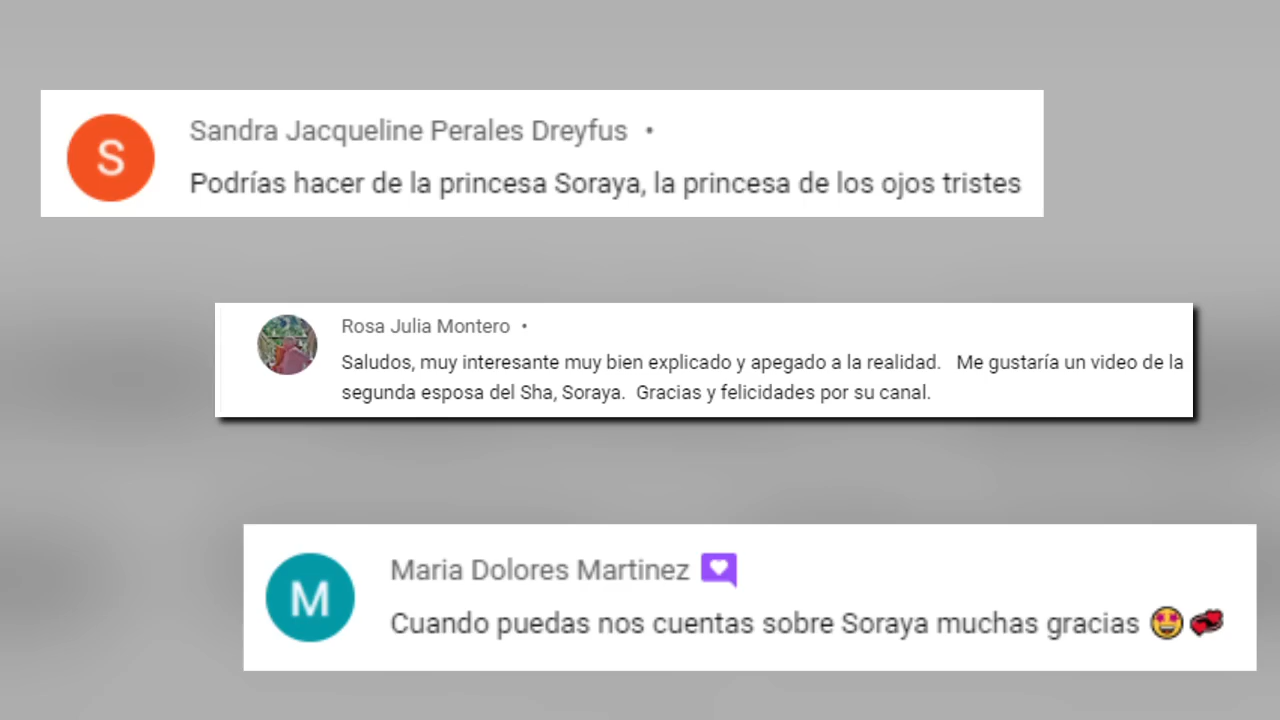 S
Sandra Jacqueline Perales Dreyfus •
Podrías hacer de la princesa Soraya, la princesa de los ojos tristes
Rosa Julia Montero •
Saludos, muy interesante muy bien explicado y apegado a la realidad. Me gustaría un video de la
segunda esposa del Sha, Soraya. Gracias y felicidades por su canal.
M
Maria Dolores Martinez
Cuando puedas nos cuentas sobre Soraya muchas gracias 🤩💞